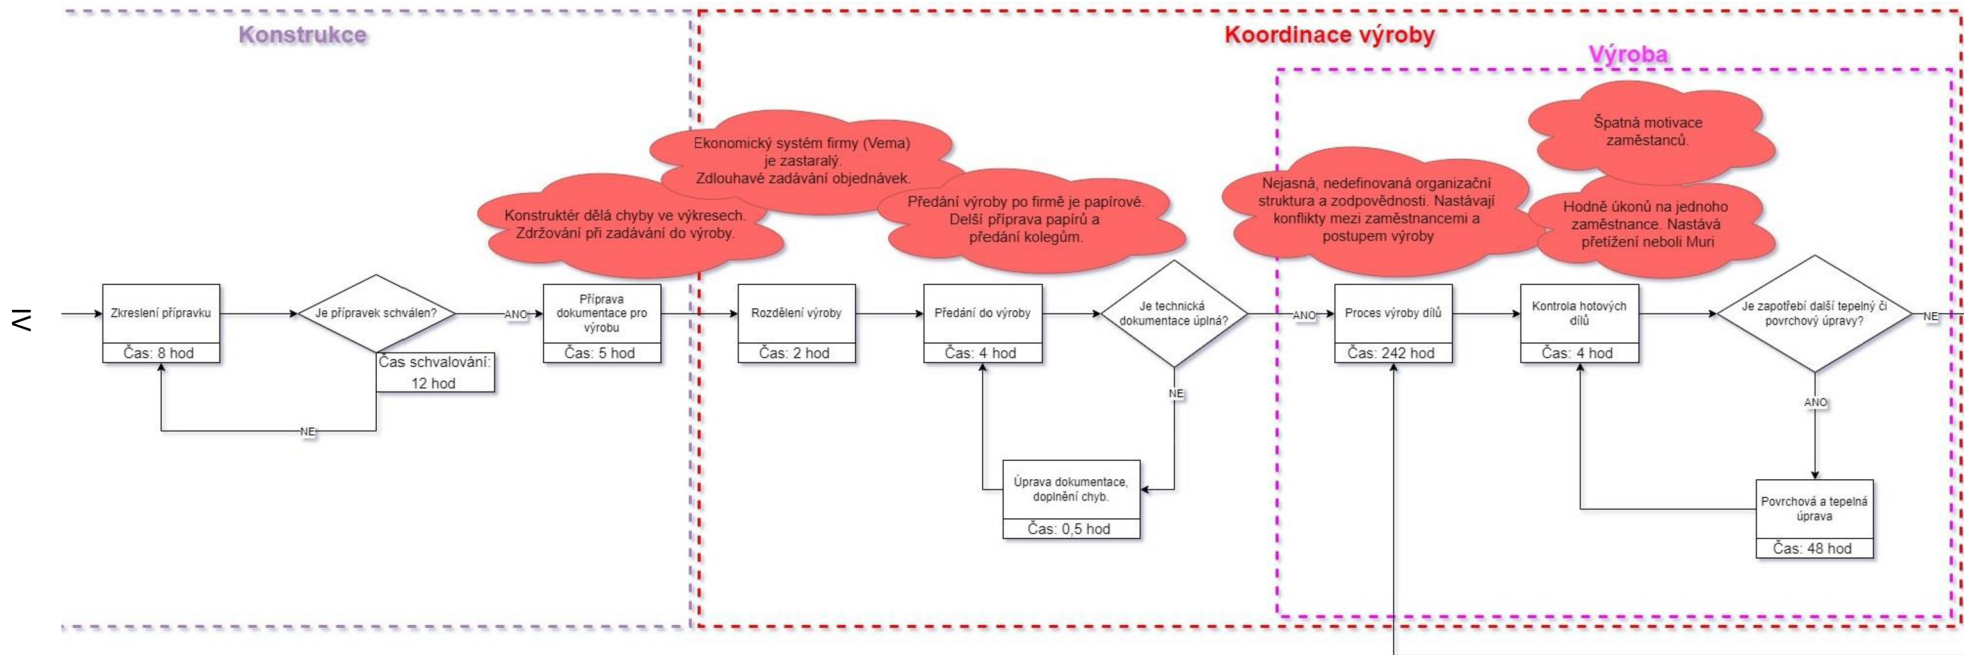 Konstrukce
Koordinace výroby
Výroba
Špatná motivace
zaměstanců.
Ekonomický systém firmy (Vema)
je zastaralý.
Zdlouhavé zadávání objednávek.
Konstruktér dělá chyby ve výkresech.
Zdržování při zadávání do výroby.
Předání výroby po firmě je papírové.
Delší příprava papírů a
předání kolegům.
Nejasná, nedefinovaná organizační
struktura a zodpovědnosti. Nastávají
konflikty mezi zaměstnancemi a
postupem výroby
Hodně úkonů na jednoho
zaměstnance. Nastává
přetížení neboli Muri
IV
Zkreslení přípravku
Čas: 8 hod
Je přípravek schválen?
Čas schvalování:
12 hod
NE
ANO
Příprava
dokumentace pro
výrobu
Čas: 5 hod
Rozdělení výroby
Čas: 2 hod
Předání do výroby
Čas: 4 hod
Je technická
dokumentace úplná?
NE
Úprava dokumentace,
doplnění chyb.
Čas: 0,5 hod
ANO
Proces výroby dílů
Čas: 242 hod
Kontrola hotových
dílů
Čas: 4 hod
Je zapotřebí další tepelný či
povrchový úpravy?
NE
ANO
Povrchová a tepelná
úprava
Čas: 48 hod